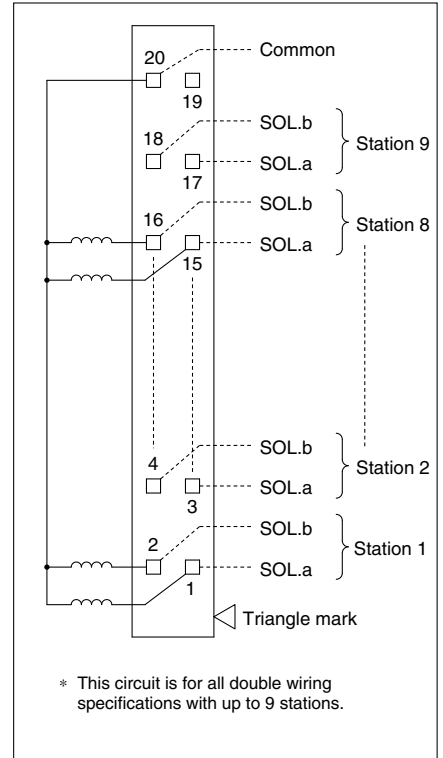 20
Common
19
18
SOL.b
Station 9
SOL.a
17
16
SOL.b
Station 8
SOL.a
15
4
SOL.b
Station 2
SOL.a
3
2
SOL.b
Station 1
SOL.a
1
Triangle mark
* This circuit is for all double wiring
specifications with up to 9 stations.